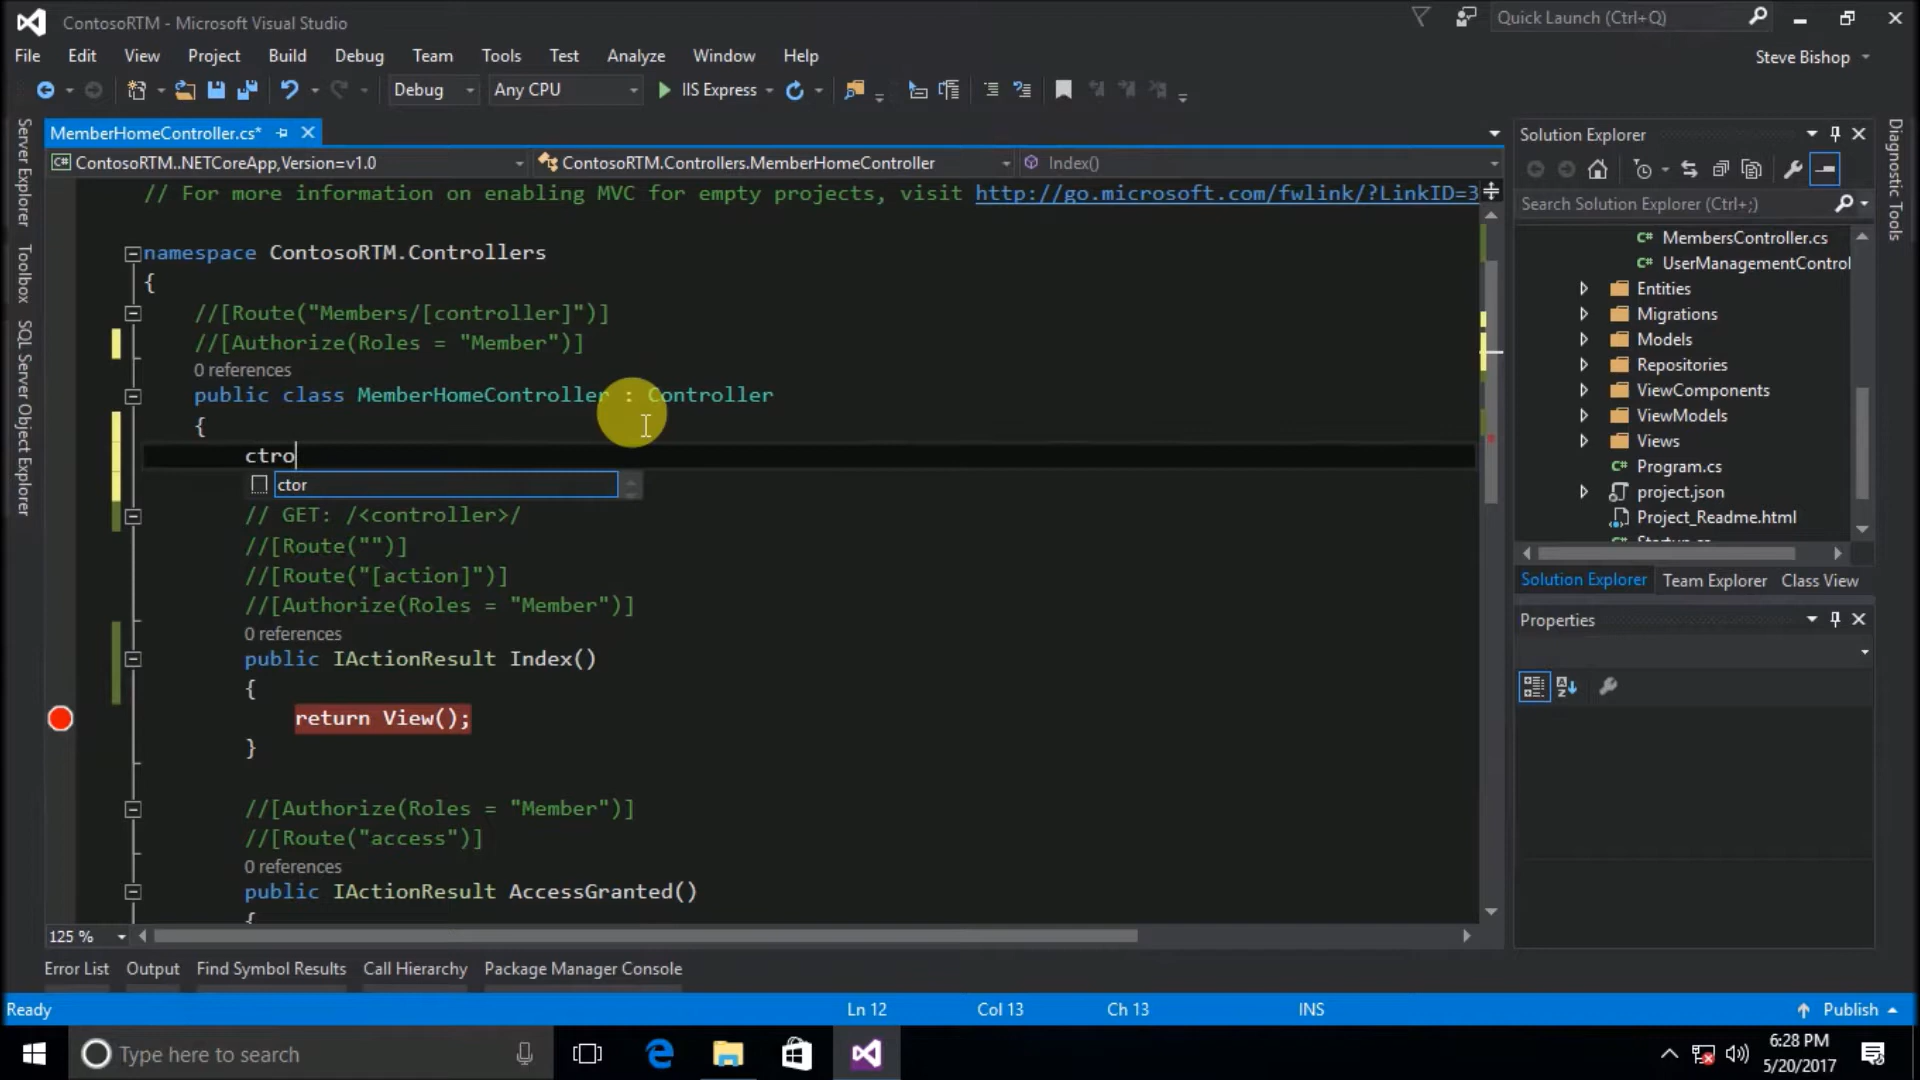 ContosoRTM - Microsoft Visual Studio
Quick Launch (Ctrl+Q)
File Edit View Project Build Debug Team Tools Test Analyze Window Help
Steve Bishop
Debug Any CPU IIS Express
Server Explorer
Toolbox
SQL Server Object Explorer
MemberHomeController.cs*
ContosoRTM..NETCoreApp,Version=v1.0
ContosoRTM.Controllers.MemberHomeController
Index()
// For more information on enabling MVC for empty projects, visit http://go.microsoft.com/fwlink/?LinkID=3
namespace ContosoRTM.Controllers
{
//[Route("Members/[controller]")]
//[Authorize(Roles = "Member")]
0 references
public class MemberHomeController : Controller
{
ctro
ctor
// GET: /<controller>/
//[Route("")]
//[Route("[action]")]
//[Authorize(Roles = "Member")]
0 references
public IActionResult Index()
{
return View();
}
//[Authorize(Roles = "Member")]
//[Route("access")]
0 references
public IActionResult AccessGranted()
{
125 %
Solution Explorer
Search Solution Explorer (Ctrl+;)
C# MembersController.cs
C# UserManagementControl
Entities
Migrations
Models
Repositories
ViewComponents
ViewModels
Views
C# Program.cs
project.json
Project_Readme.html
Solution Explorer Team Explorer Class View
Properties
Diagnostic Tools
Error List Output Find Symbol Results Call Hierarchy Package Manager Console
Ready Ln 12 Col 13 Ch 13 INS Publish
Type here to search
6:28 PM
5/20/2017